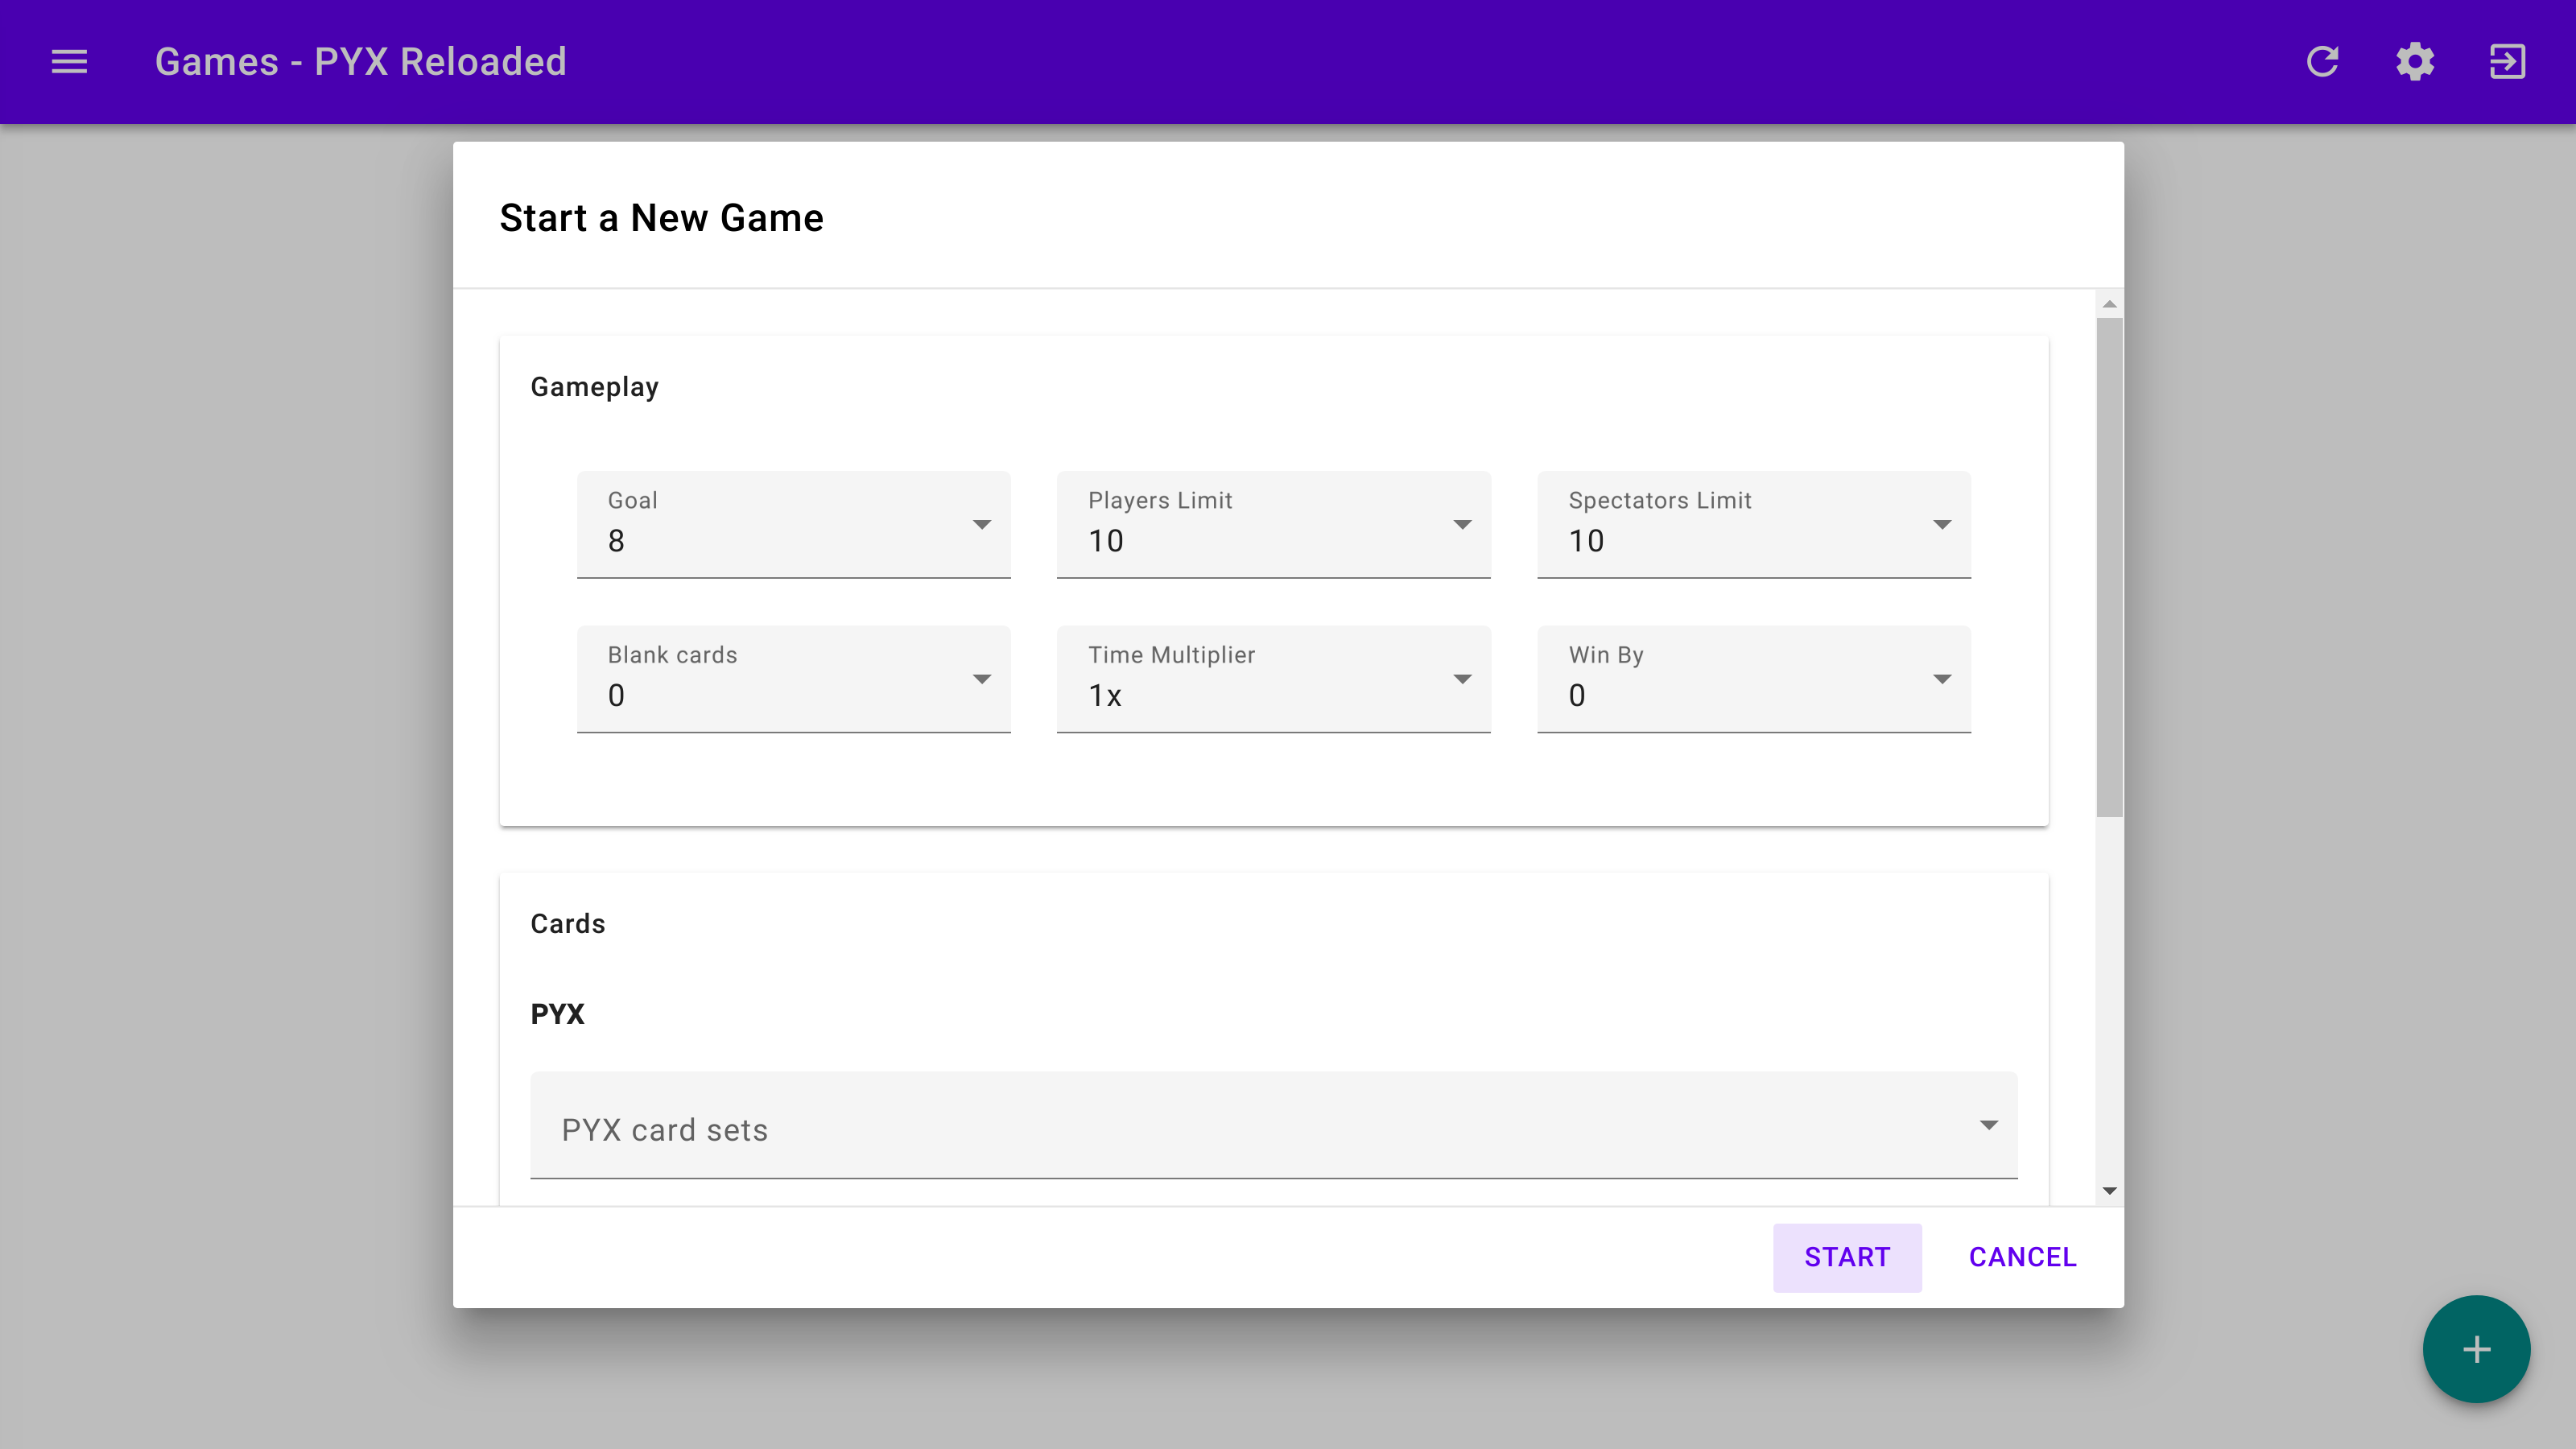 Games - PYX Reloaded
Start a New Game
Gameplay
Goal
8
Players Limit
10
Spectators Limit
10
Blank cards
0
Time Multiplier
1x
Win By
0
Cards
PYX
PYX card sets
START
CANCEL